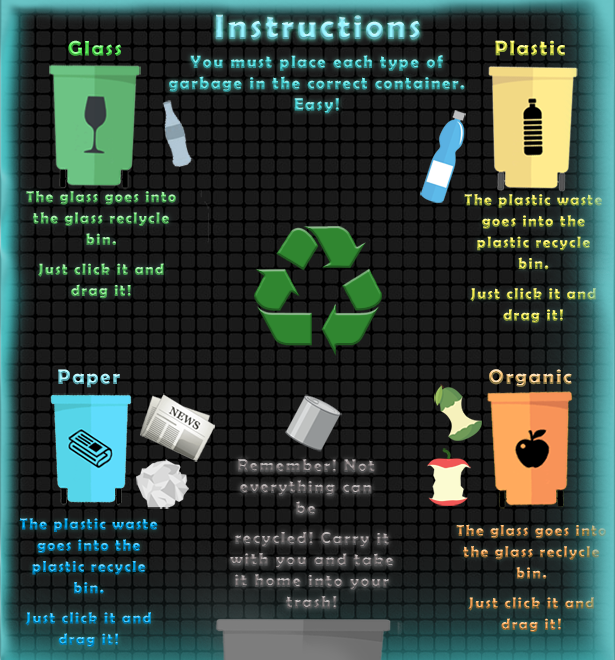 Instructions
You must place each type of
garbage in the correct container.
Easy!
Glass
The glass goes into
the glass reclycle
bin.
Just click it and
drag it!
Plastic
The plastic waste
goes into the
plastic recycle
bin.
Just click it and
drag it!
Paper
NEWS
The plastic waste
goes into the
plastic recycle
bin.
Just click it and
drag it!
Remember! Not
everything can
be
recycled! Carry it
with you and take
it home into your
trash!
Organic
The glass goes into
the glass reclycle
bin.
Just click it and
drag it!